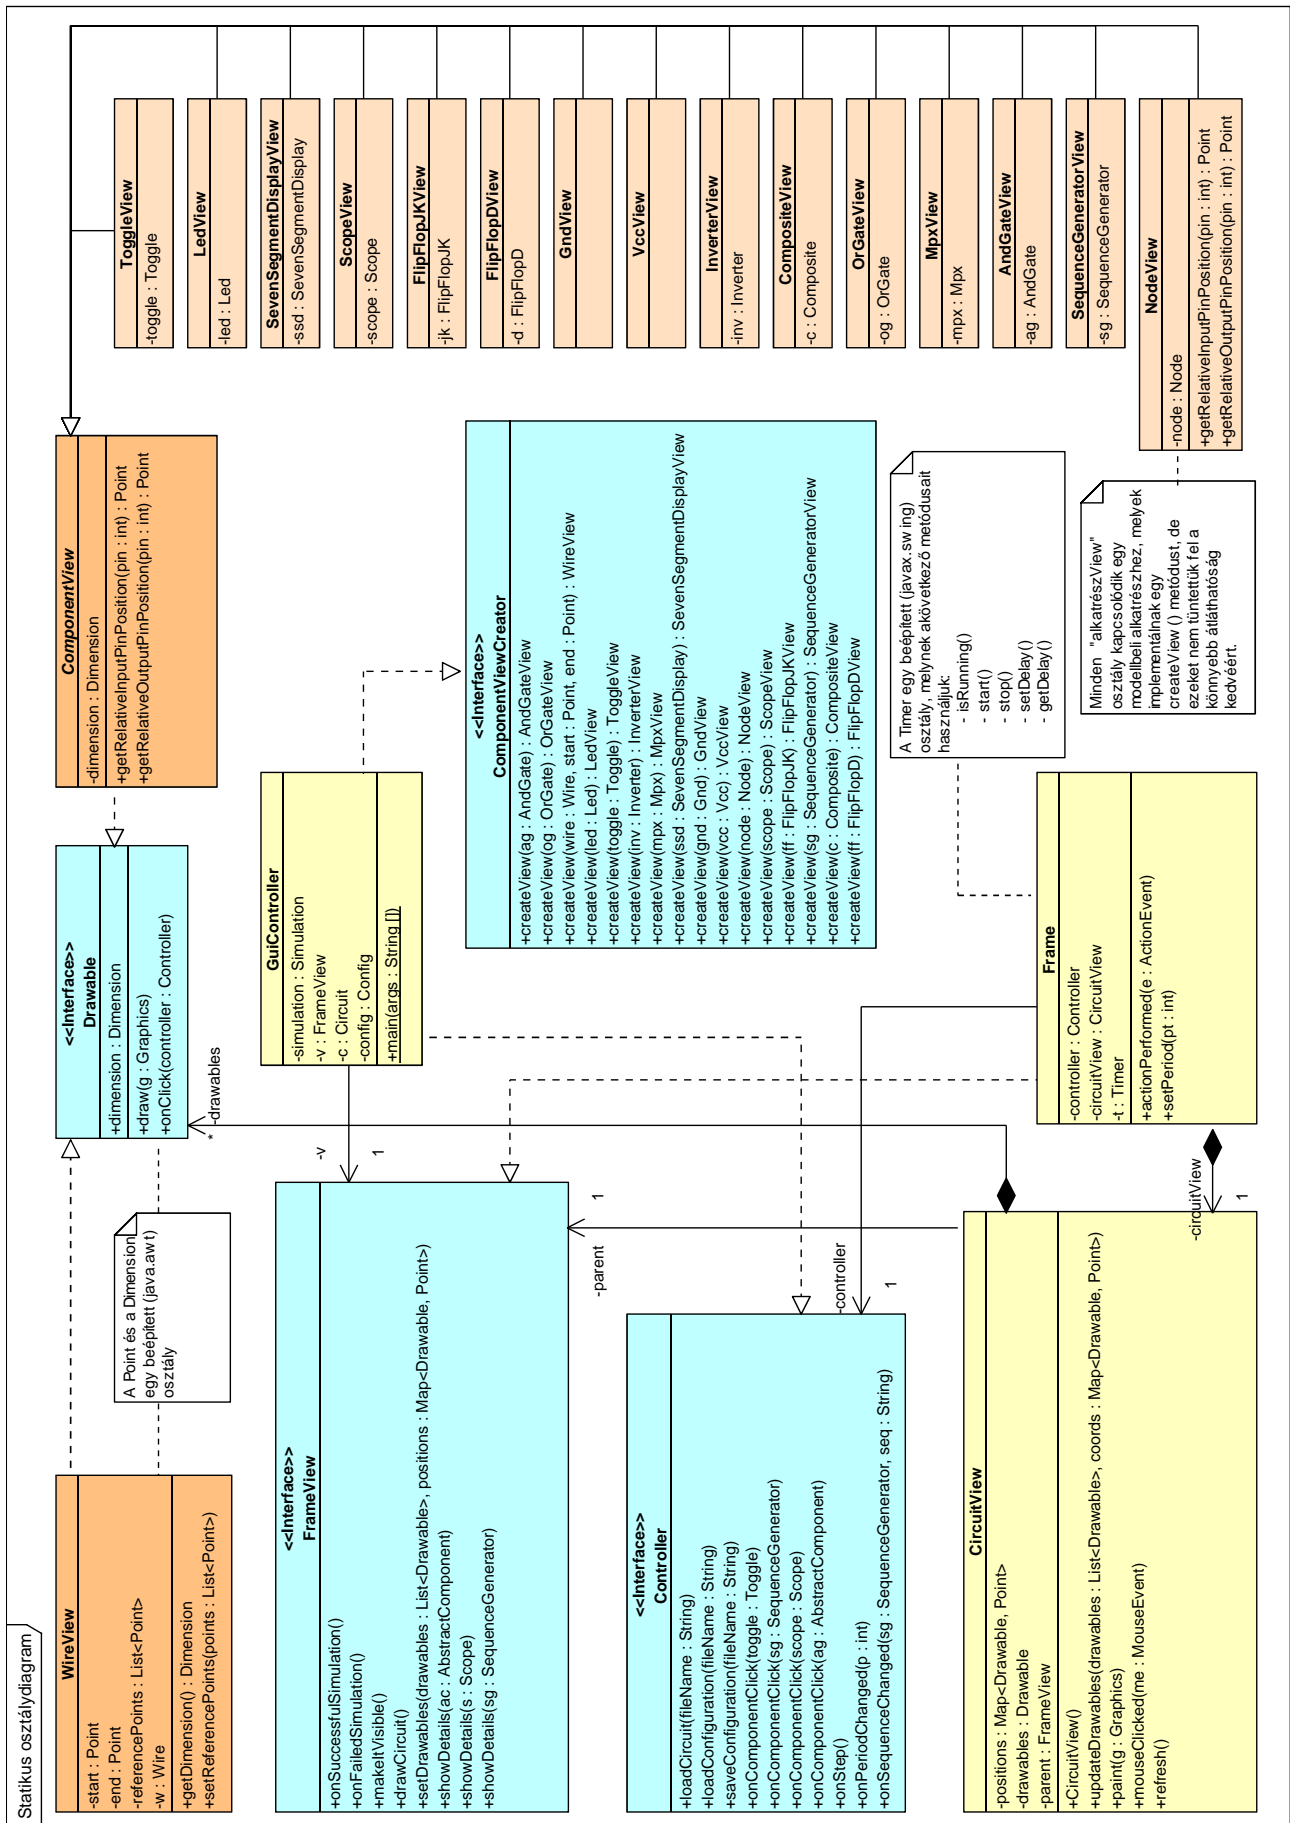 Statikus osztálydiagram
WireView
-start : Point
-end : Point
-referencePoints : List<Point>
-w : Wire
+getDimension() : Dimension
+setReferencePoints(points : List<Point>)
A Point és a Dimension
egy beépített (java.awt)
osztály
<<Interface>>
Drawable
+dimension : Dimension
+draw(g : Graphics)
+onClick(controller : Controller)
* -drawables
ComponentView
-dimension : Dimension
+getRelativeInputPinPosition(pin : int) : Point
+getRelativeOutputPinPosition(pin : int) : Point
ToggleView
-toggle : Toggle
LedView
-led : Led
SevenSegmentDisplayView
-ssd : SevenSegmentDisplay
ScopeView
-scope : Scope
FlipFlopJKView
-jk : FlipFlopJK
FlipFlopDView
-d : FlipFlopD
GndView
VccView
InverterView
-inv : Inverter
CompositeView
-c : Composite
OrGateView
-og : OrGate
MpxView
-mpx : Mpx
AndGateView
-ag : AndGate
SequenceGeneratorView
-sg : SequenceGenerator
NodeView
-node : Node
+getRelativeInputPinPosition(pin : int) : Point
+getRelativeOutputPinPosition(pin : int) : Point
<<Interface>>
FrameView
+onSuccessfulSimulation()
+onFailedSimulation()
+makeItVisible()
+drawCircuit()
+setDrawables(drawables : List<Drawable>, positions : Map<Drawable, Point>)
+showDetails(ac : AbstractComponent)
+showDetails(s : Scope)
+showDetails(sg : SequenceGenerator)
-v
1
GuiController
-simulation : Simulation
-v : FrameView
-c : Circuit
-config : Config
+main(args : String [])
<<Interface>>
ComponentViewCreator
+createView(ag : AndGate) : AndGateView
+createView(og : OrGate) : OrGateView
+createView(wire : Wire, start : Point, end : Point) : WireView
+createView(led : Led) : LedView
+createView(toggle : Toggle) : ToggleView
+createView(inv : Inverter) : InverterView
+createView(mpx : Mpx) : MpxView
+createView(ssd : SevenSegmentDisplay) : SevenSegmentDisplayView
+createView(gnd : Gnd) : GndView
+createView(vcc : Vcc) : VccView
+createView(node : Node) : NodeView
+createView(scope : Scope) : ScopeView
+createView(ff : FlipFlopJK) : FlipFlopJKView
+createView(sg : SequenceGenerator) : SequenceGeneratorView
+createView(c : Composite) : CompositeView
+createView(ff : FlipFlopD) : FlipFlopDView
-parent
1
<<Interface>>
Controller
+loadCircuit(fileName : String)
+loadConfiguration(fileName : String)
+saveConfiguration(fileName : String)
+onComponentClick(toggle : Toggle)
+onComponentClick(sg : SequenceGenerator)
+onComponentClick(scope : Scope)
+onComponentClick(ag : AbstractComponent)
+onStep()
+onPeriodChanged(p : int)
+onSequenceChanged(sg : SequenceGenerator, seq : String)
-controller
1
A Timer egy beépített (javax.swing)
osztály, melynek akövetkező metódusait
használjuk:
- isRunning()
- start()
- stop()
- setDelay()
- getDelay()
Minden "alkatrészView"
osztály kapcsolódik egy
modellbeli alkatrészhez, melyek
implementálnak egy
createView () metódust, de
ezeket nem tüntettük fel a
könnyebb átláthatóság
kedvéért.
CircuitView
-positions : Map<Drawable, Point>
-drawables : Drawable
-parent : FrameView
+CircuitView()
+updateDrawables(drawables : List<Drawable>, coords : Map<Drawable, Point>)
+paint(g : Graphics)
+mouseClicked(me : MouseEvent)
+refresh()
-circuitView
1
Frame
-controller : Controller
-circuitView : CircuitView
-t : Timer
+actionPerformed(e : ActionEvent)
+setPeriod(pt : int)